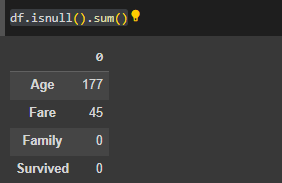 df.isnull().sum()
0
Age 177
Fare 45
Family 0
Survived 0